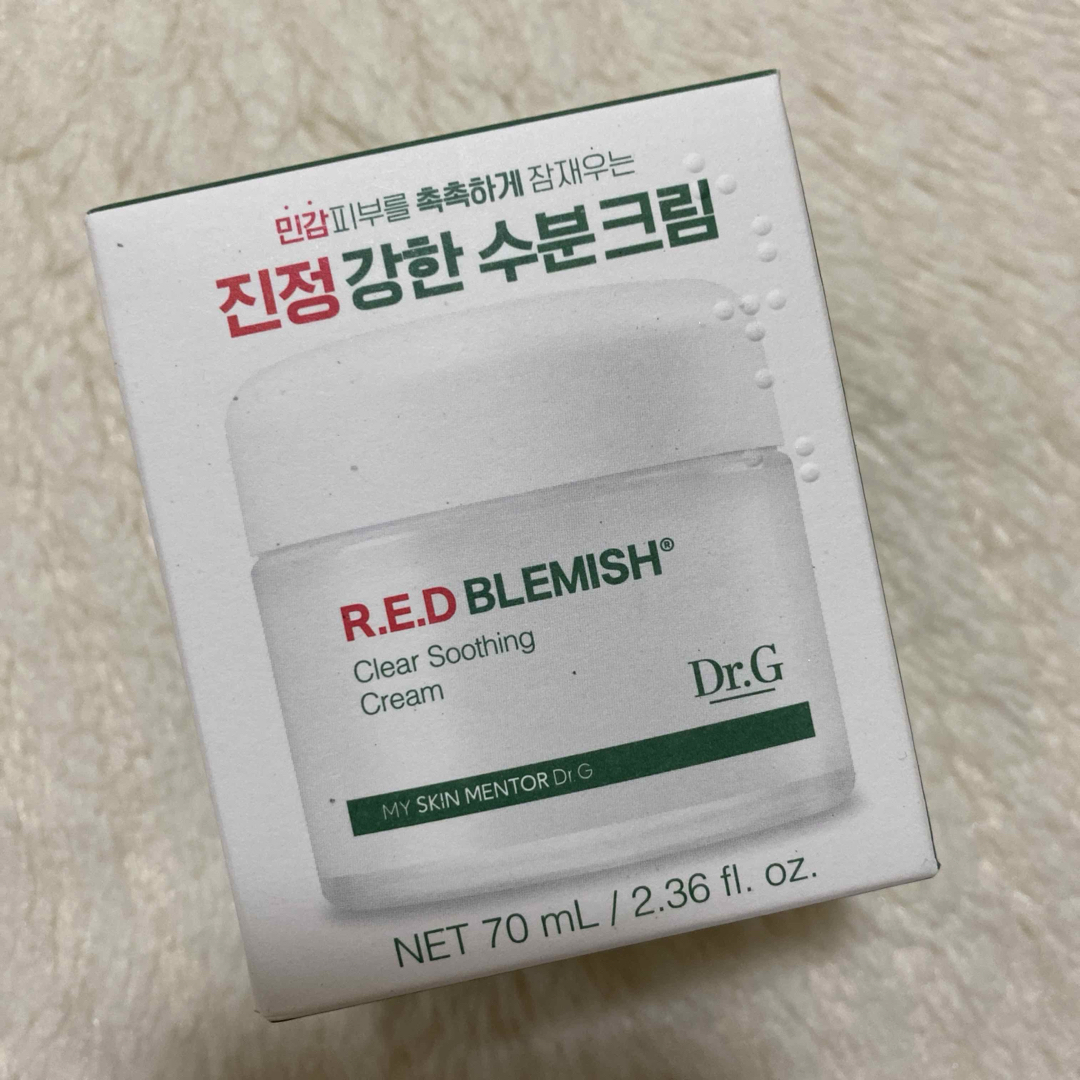 민감피부를 촉촉하게 잠재우는
진정 강한 수분크림
R.E.D BLEMISH®
Clear Soothing
Cream
Dr.G
MY SKIN MENTOR Dr.G
NET 70 mL / 2.36 fl. oz.